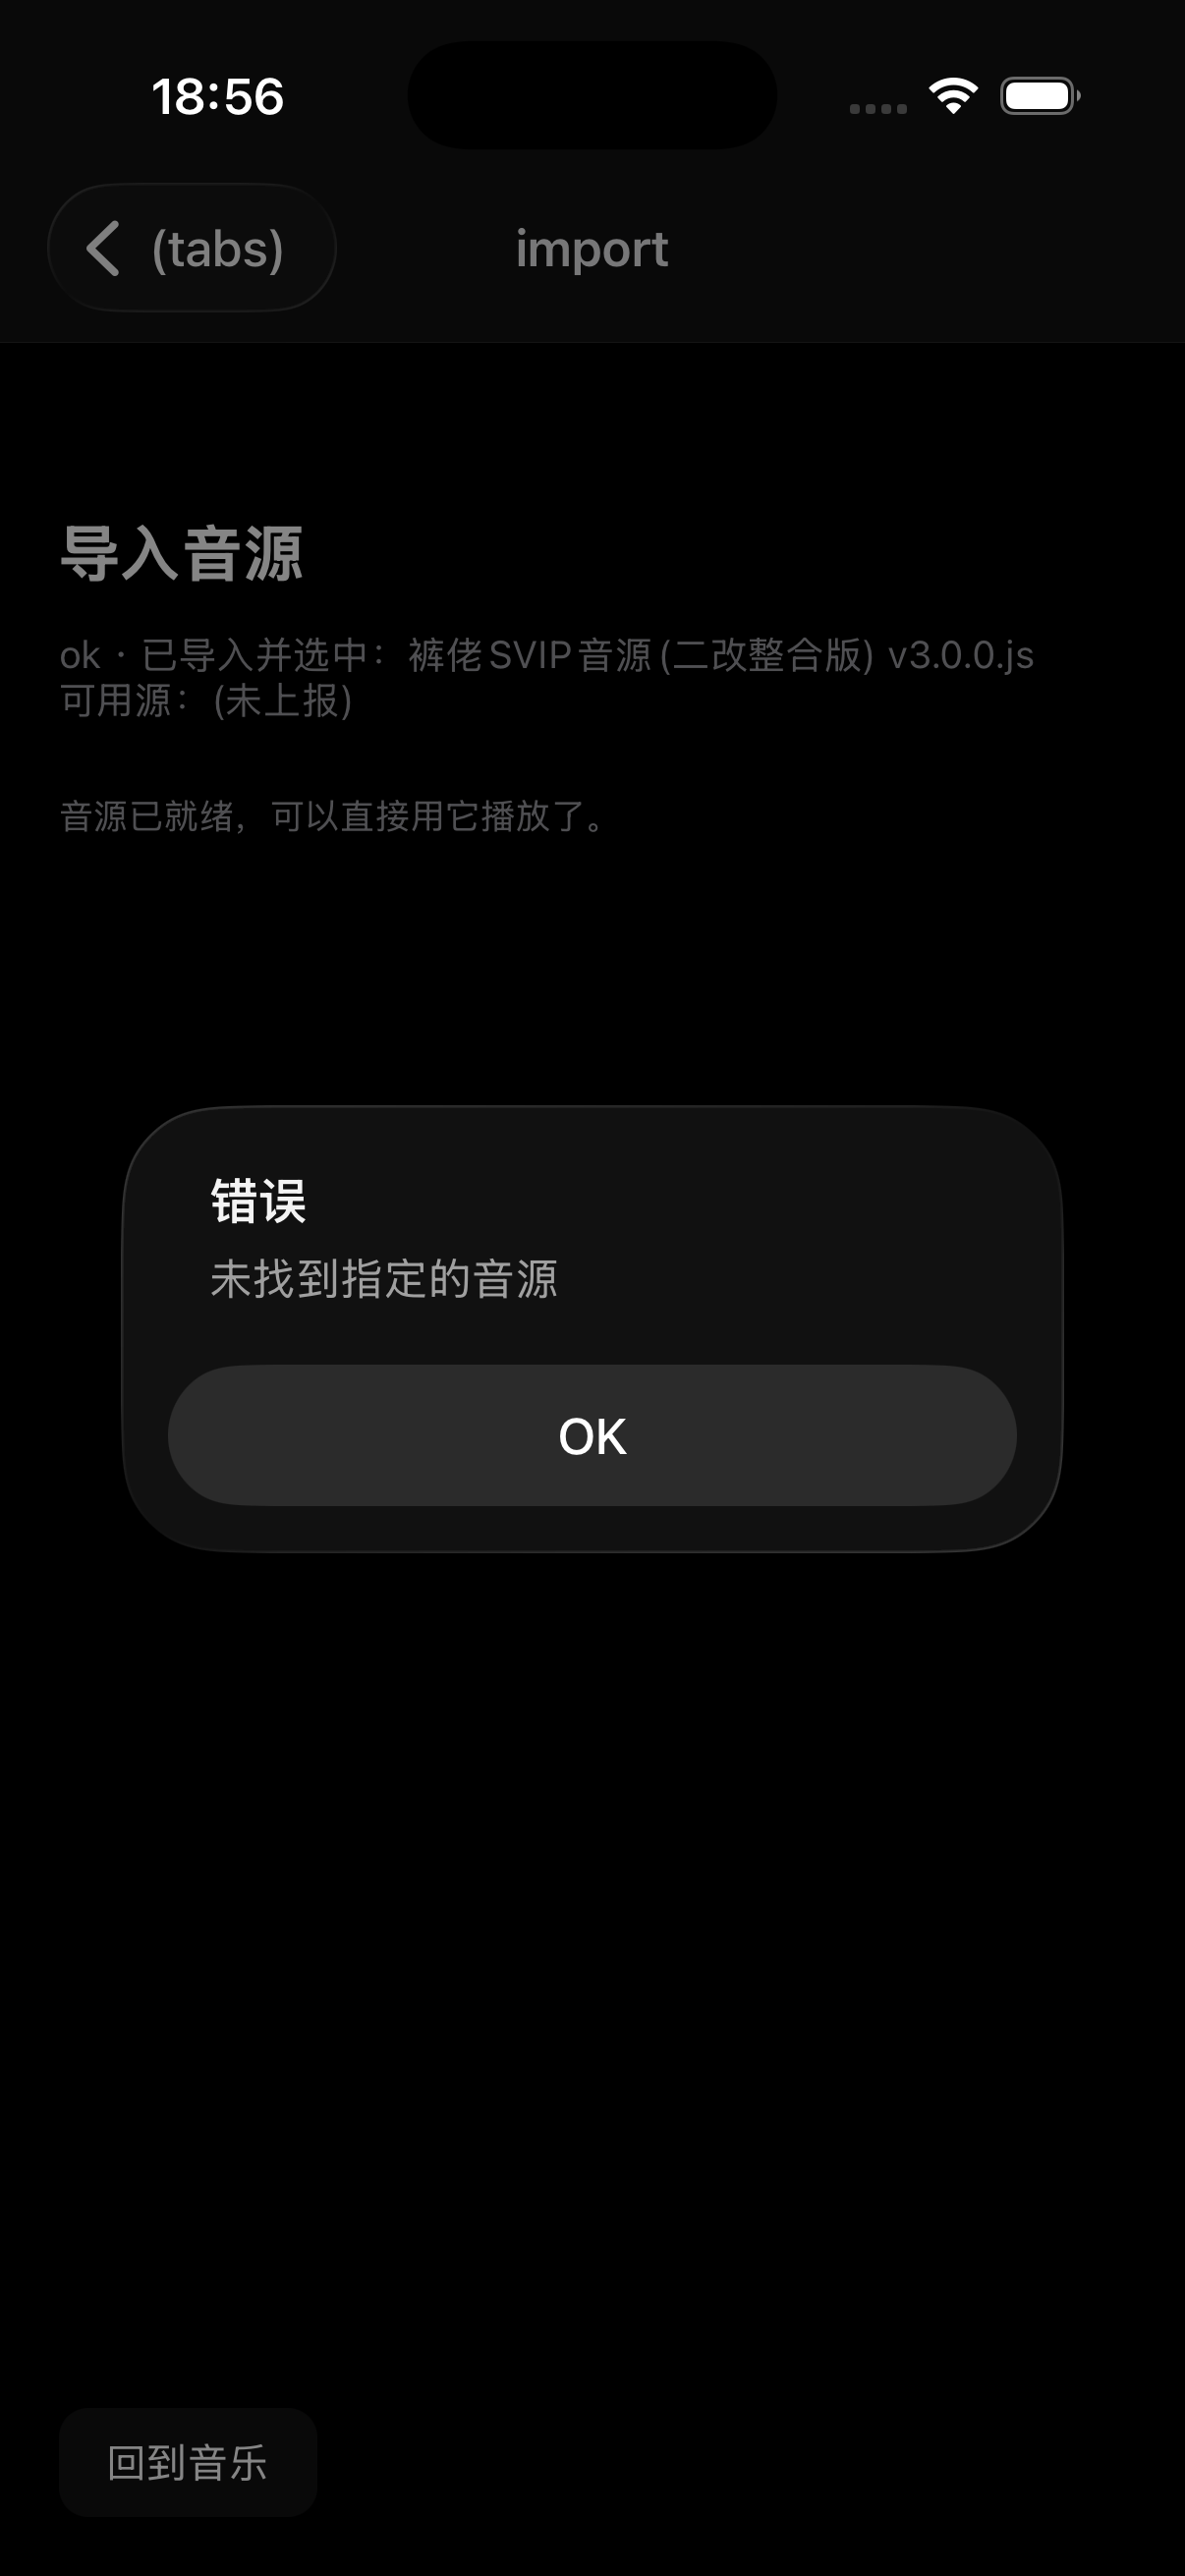 18:56
(tabs)
import
导入音源
ok · 已导入并选中：裤佬 SVIP 音源 (二改整合版) v3.0.0.js
可用源：(未上报)
音源已就绪，可以直接用它播放了。
错误
未找到指定的音源
OK
回到音乐